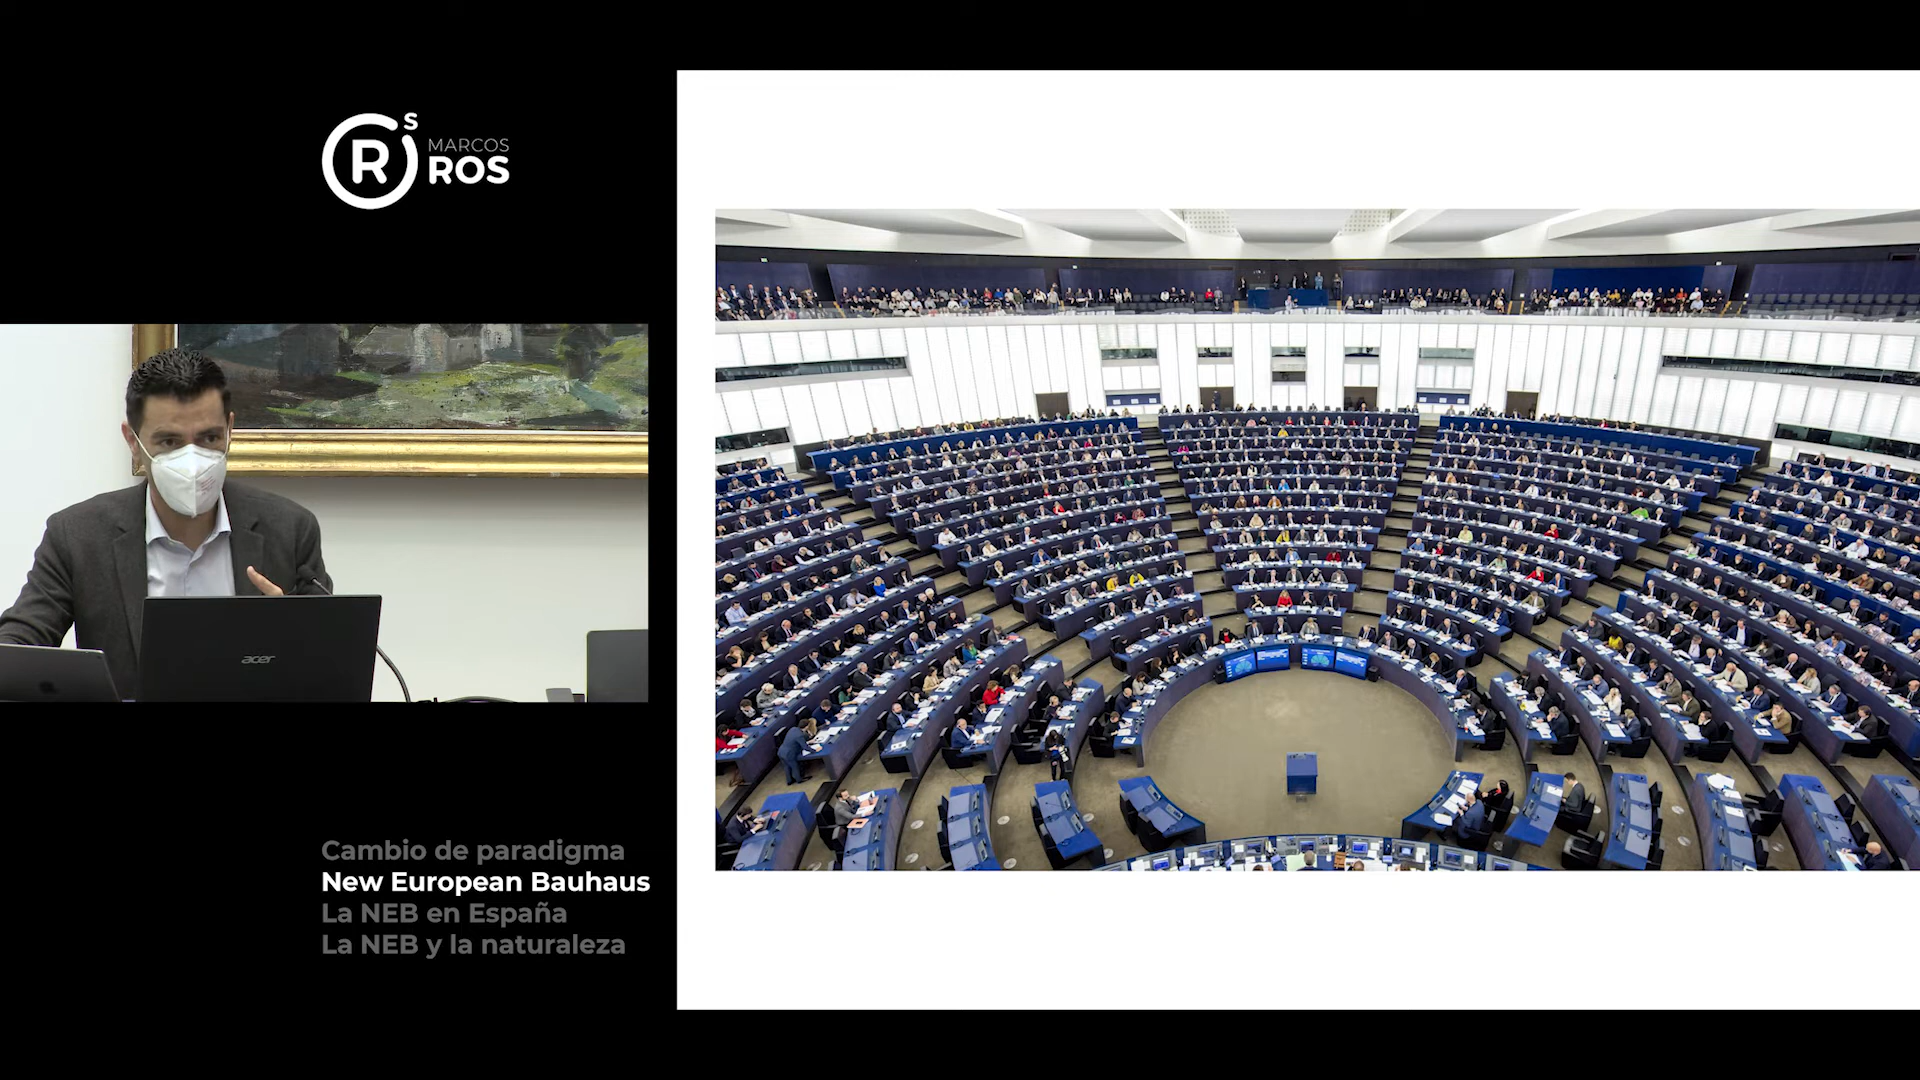 S
R
MARCOS
ROS
acer
Cambio de paradigma
New European Bauhaus
La NEB en España
La NEB y la naturaleza